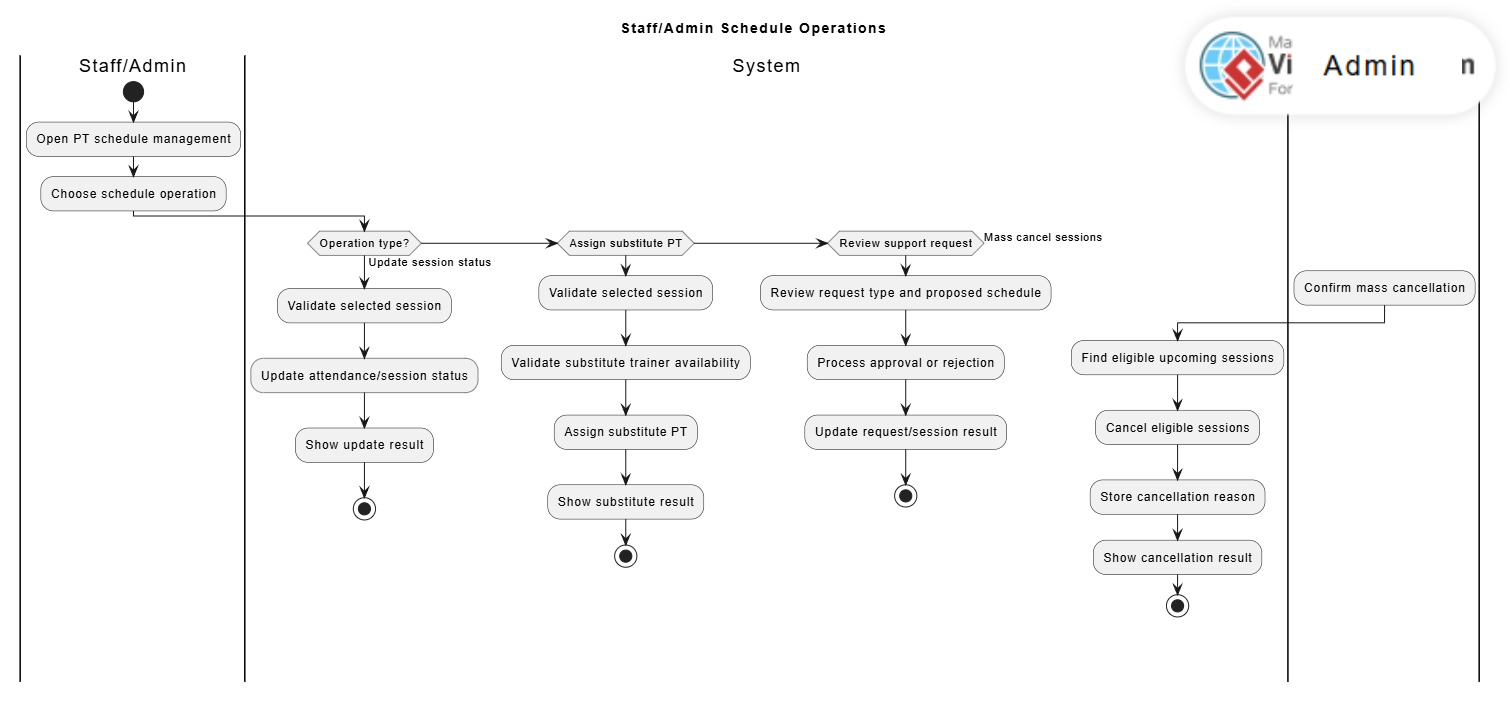 Staff/Admin Schedule Operations
Staff/Admin
System
Ma
Vi
For
Admin
n
Open PT schedule management
Choose schedule operation
Operation type?
Update session status
Assign substitute PT
Review support request
Mass cancel sessions
Validate selected session
Update attendance/session status
Show update result
Validate selected session
Validate substitute trainer availability
Assign substitute PT
Show substitute result
Review request type and proposed schedule
Process approval or rejection
Update request/session result
Confirm mass cancellation
Find eligible upcoming sessions
Cancel eligible sessions
Store cancellation reason
Show cancellation result